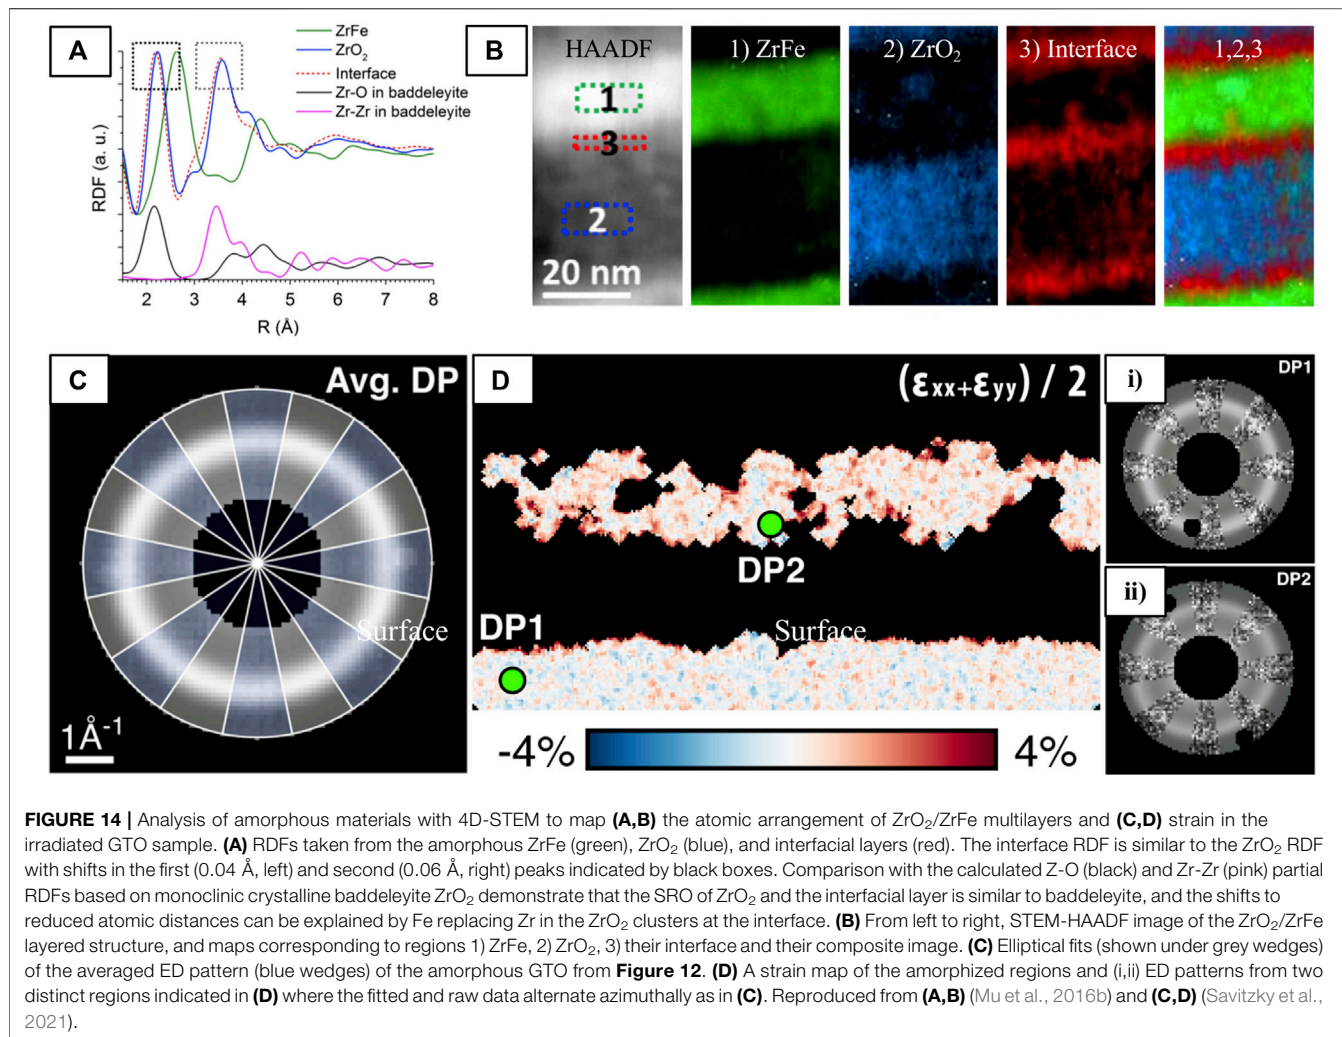 A
ZrFe
ZrO₂
Interface
Zr-O in baddeleyite
Zr-Zr in baddeleyite
RDF (a. u.)
2 3 4 5 6 7 8
R (Å)
B
HAADF
1) ZrFe
2) ZrO₂
3) Interface
1,2,3
1
3
2
20 nm
C
Avg. DP
Surface
1Å⁻¹
D
(εxx+εyy) / 2
DP2
DP1
Surface
-4%
4%
i)
DP1
ii)
DP2
FIGURE 14 | Analysis of amorphous materials with 4D-STEM to map (A,B) the atomic arrangement of ZrO₂/ZrFe multilayers and (C,D) strain in the
irradiated GTO sample. (A) RDFs taken from the amorphous ZrFe (green), ZrO₂ (blue), and interfacial layers (red). The interface RDF is similar to the ZrO₂ RDF
with shifts in the first (0.04 Å, left) and second (0.06 Å, right) peaks indicated by black boxes. Comparison with the calculated Z-O (black) and Zr-Zr (pink) partial
RDFs based on monoclinic crystalline baddeleyite ZrO₂ demonstrate that the SRO of ZrO₂ and the interfacial layer is similar to baddeleyite, and the shifts to
reduced atomic distances can be explained by Fe replacing Zr in the ZrO₂ clusters at the interface. (B) From left to right, STEM-HAADF image of the ZrO₂/ZrFe
layered structure, and maps corresponding to regions 1) ZrFe, 2) ZrO₂, 3) their interface and their composite image. (C) Elliptical fits (shown under grey wedges)
of the averaged ED pattern (blue wedges) of the amorphous GTO from Figure 12. (D) A strain map of the amorphized regions and (i,ii) ED patterns from two
distinct regions indicated in (D) where the fitted and raw data alternate azimuthally as in (C). Reproduced from (A,B) (Mu et al., 2016b) and (C,D) (Savitzky et al.,
2021).